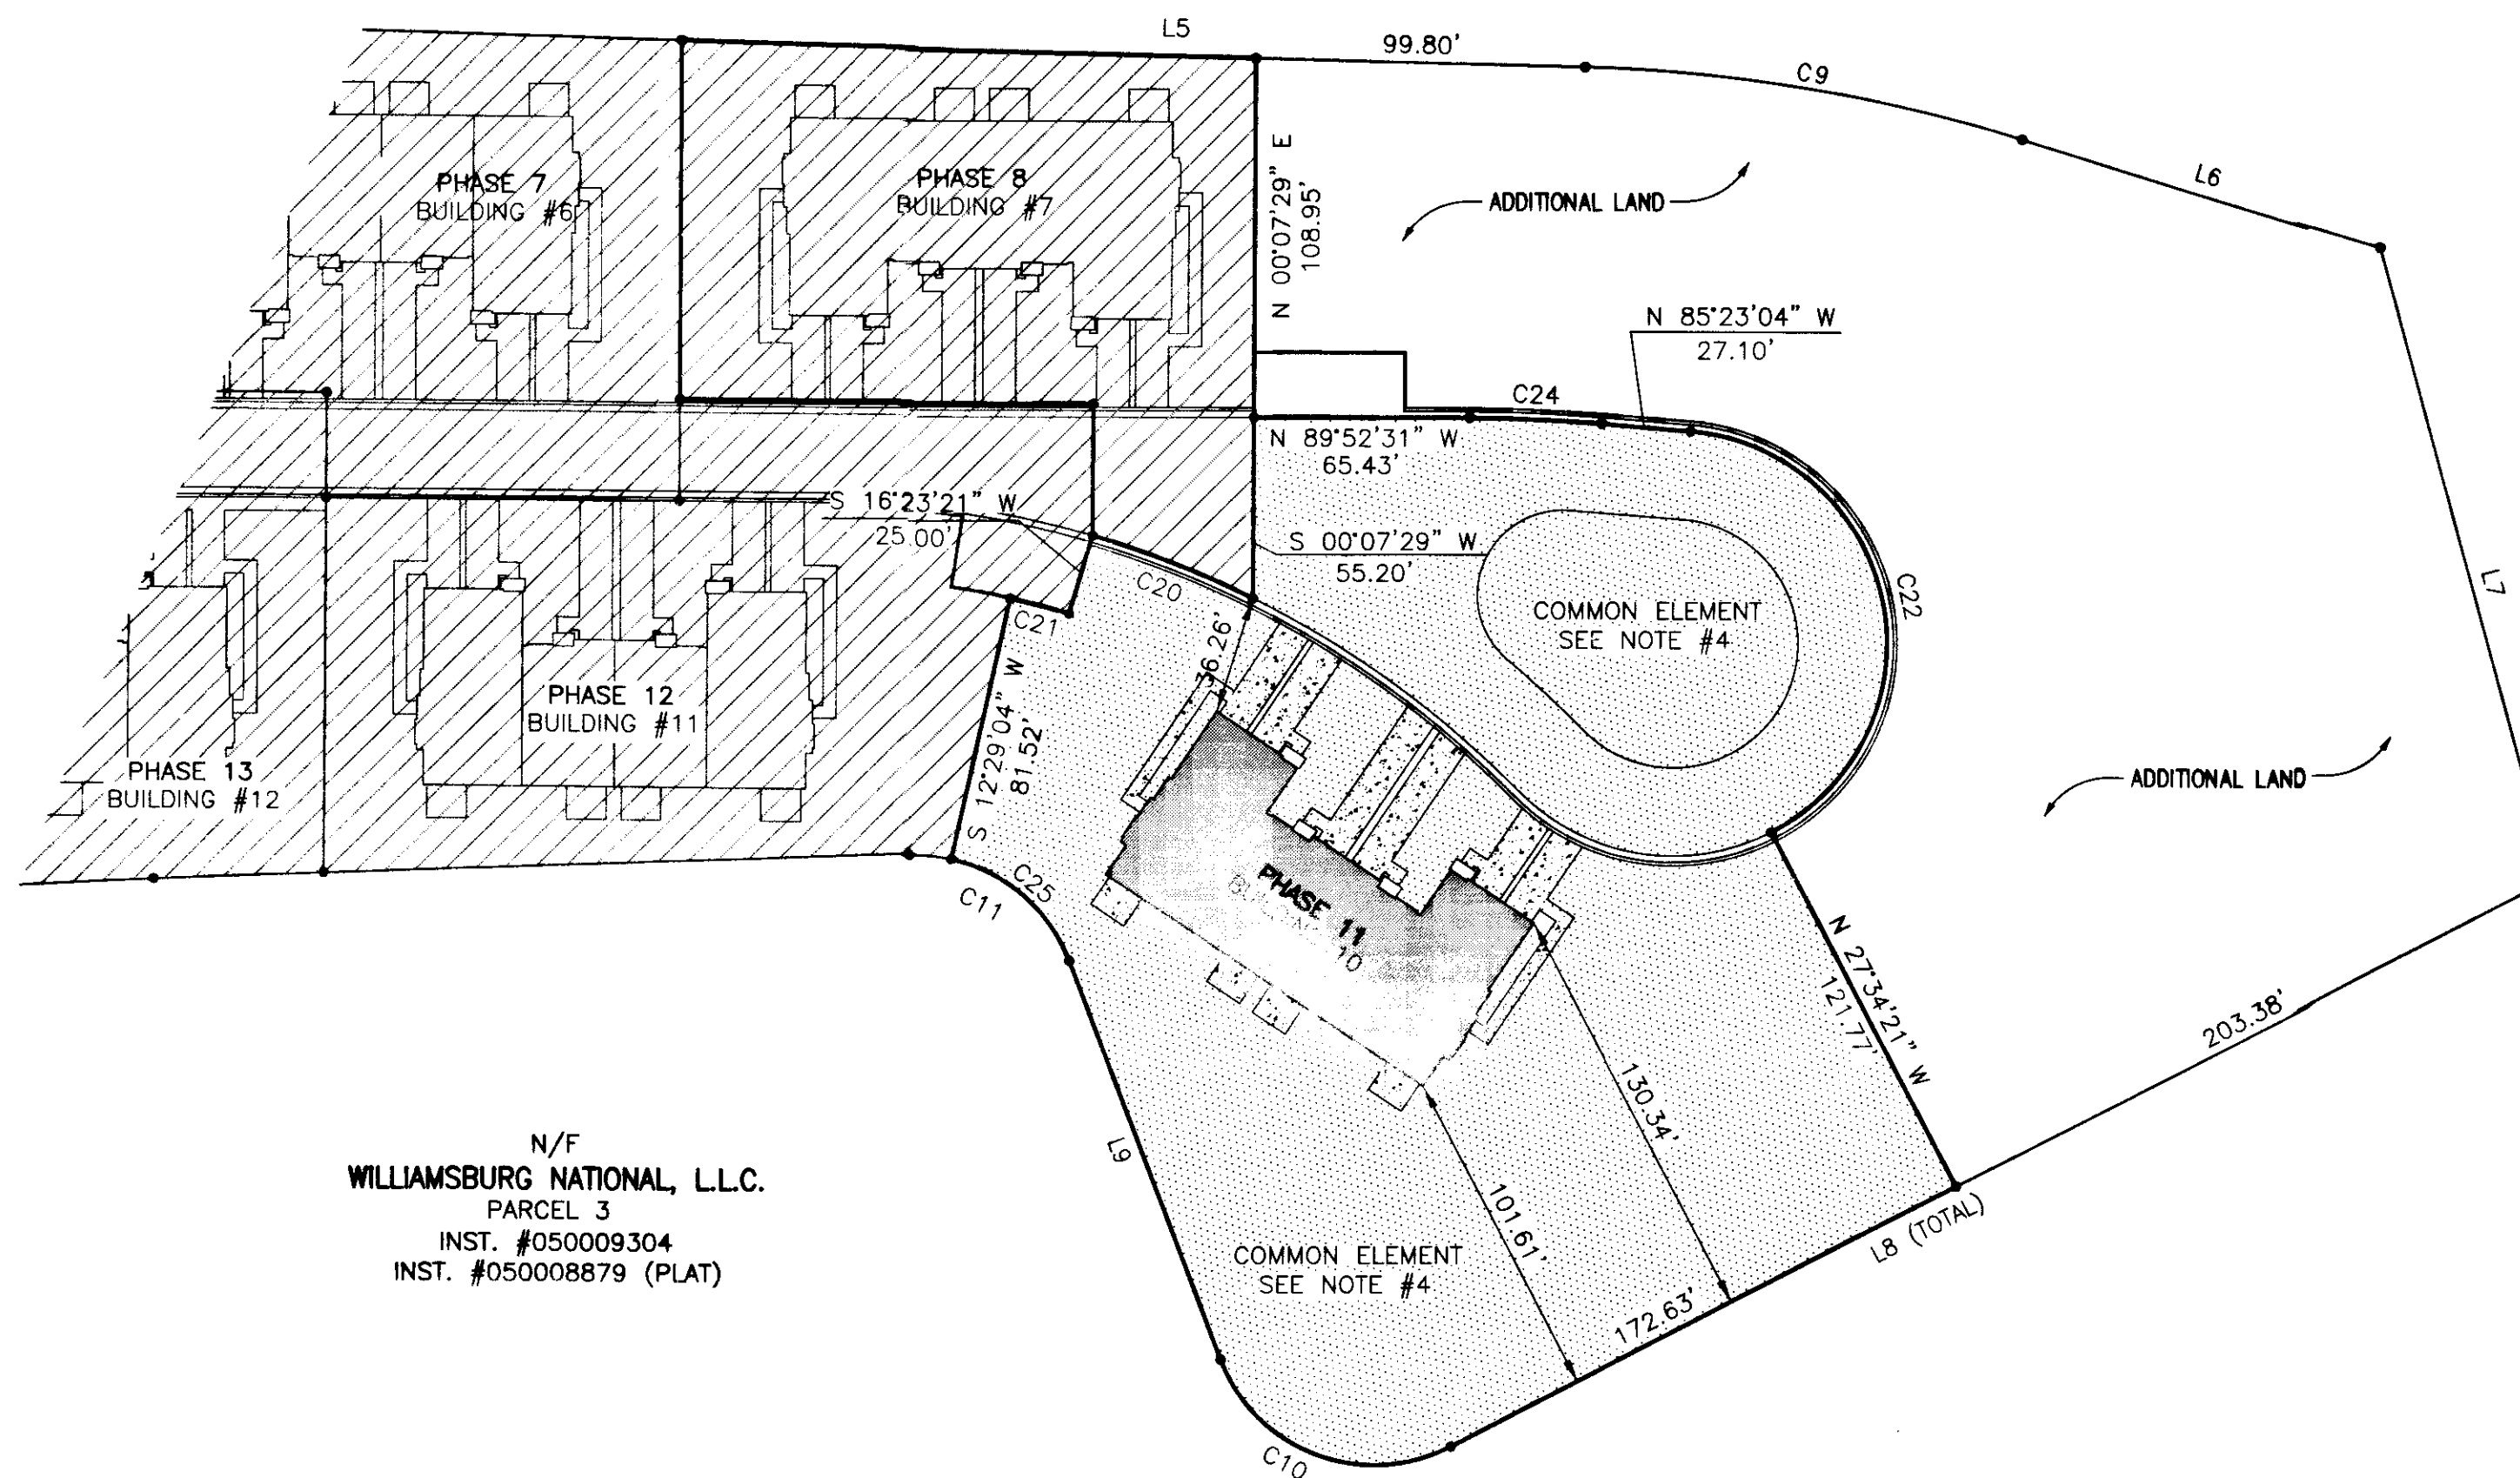 L5
99.80'
C9
L6
ADDITIONAL LAND
N 00°07'29" E
108.95'
PHASE 7
BUILDING #6
PHASE 8
BUILDING #7
N 85°23'04" W
27.10'
C24
N 89°52'31" W
65.43'
S 16°23'21" W
25.00'
S 00°07'29" W
55.20'
C20
C21
36.26'
C22
L7
COMMON ELEMENT
SEE NOTE #4
S 12°29'04" W
81.52'
PHASE 12
BUILDING #11
PHASE 13
BUILDING #12
ADDITIONAL LAND
C25
C11
PHASE 11
N 27°34'21" W
121.77'
203.38'
130.34'
101.61'
L9
N/F
WILLIAMSBURG NATIONAL, L.L.C.
PARCEL 3
INST. #050009304
INST. #050008879 (PLAT)
COMMON ELEMENT
SEE NOTE #4
L8 (TOTAL)
172.63'
C10